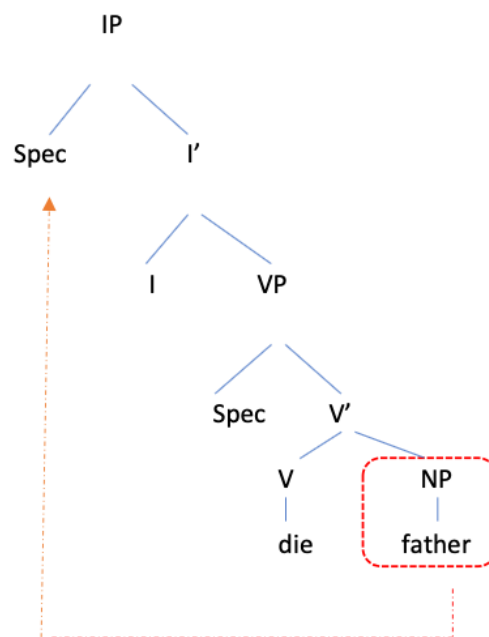 IP
Spec I’
I VP
Spec V’
V NP
die father